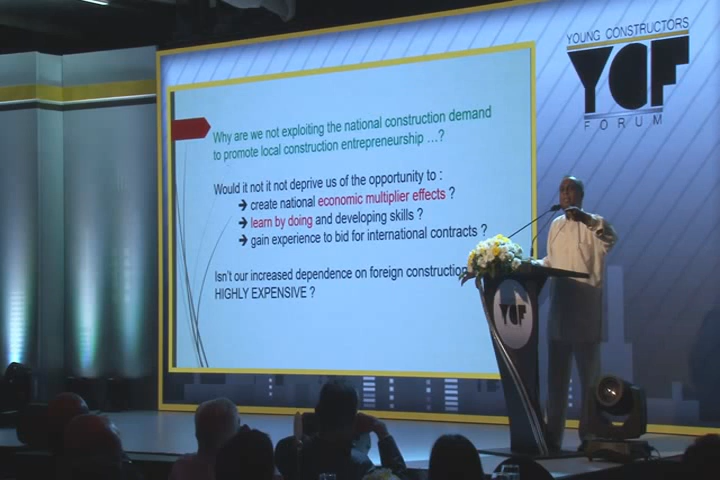 Why are we not exploiting the national construction demand
to promote local construction entrepreneurship ...?
Would it not it not deprive us of the opportunity to :
➔ create national economic multiplier effects ?
➔ learn by doing and developing skills ?
➔ gain experience to bid for international contracts ?
Isn't our increased dependence on foreign construction
HIGHLY EXPENSIVE ?
YOUNG CONSTRUCTORS
YCF
FORUM
YCF